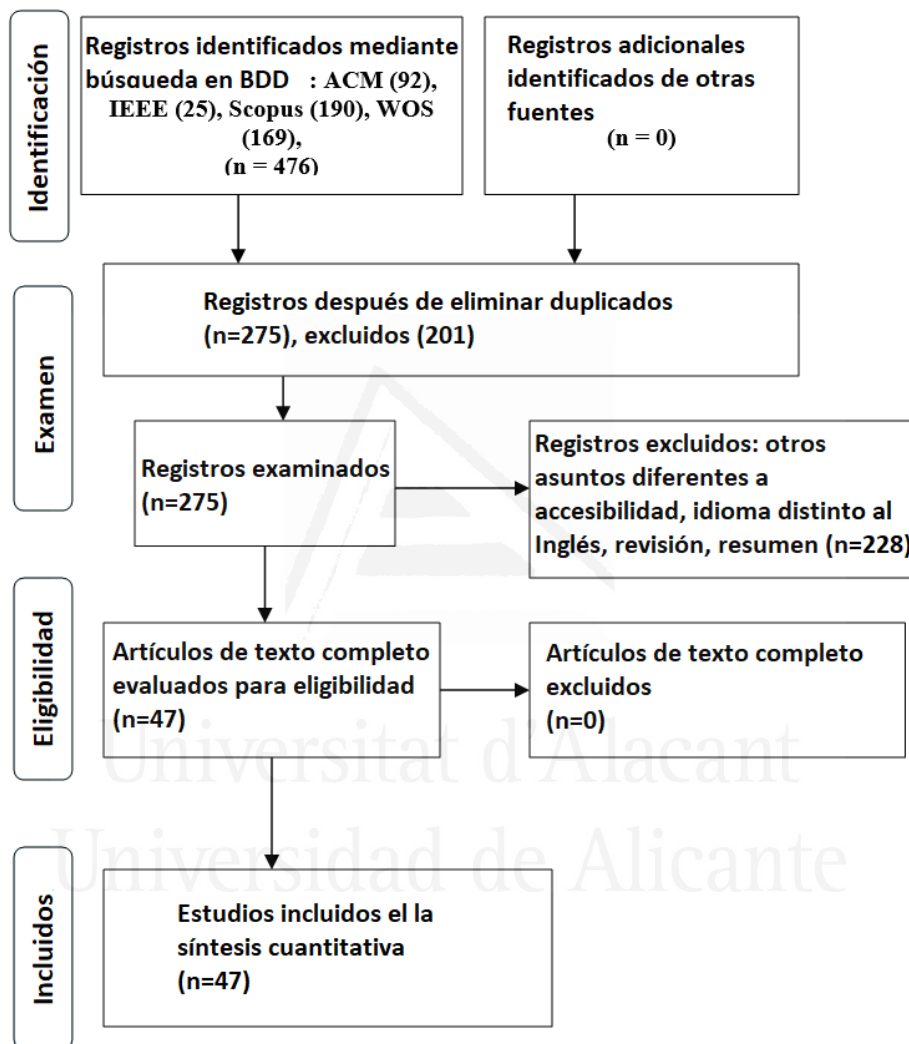 Identificación
Registros identificados mediante
búsqueda en BDD : ACM (92),
IEEE (25), Scopus (190), WOS
(169),
(n = 476)
Registros adicionales
identificados de otras
fuentes
(n = 0)
Examen
Registros después de eliminar duplicados
(n=275), excluidos (201)
Registros examinados
(n=275)
Registros excluidos: otros
asuntos diferentes a
accesibilidad, idioma distinto al
Inglés, revisión, resumen (n=228)
Eligibilidad
Artículos de texto completo
evaluados para eligibilidad
(n=47)
Artículos de texto completo
excluidos
(n=0)
Universitat d’Alacant
Universidad de Alicante
Incluidos
Estudios incluidos el la
síntesis cuantitativa
(n=47)